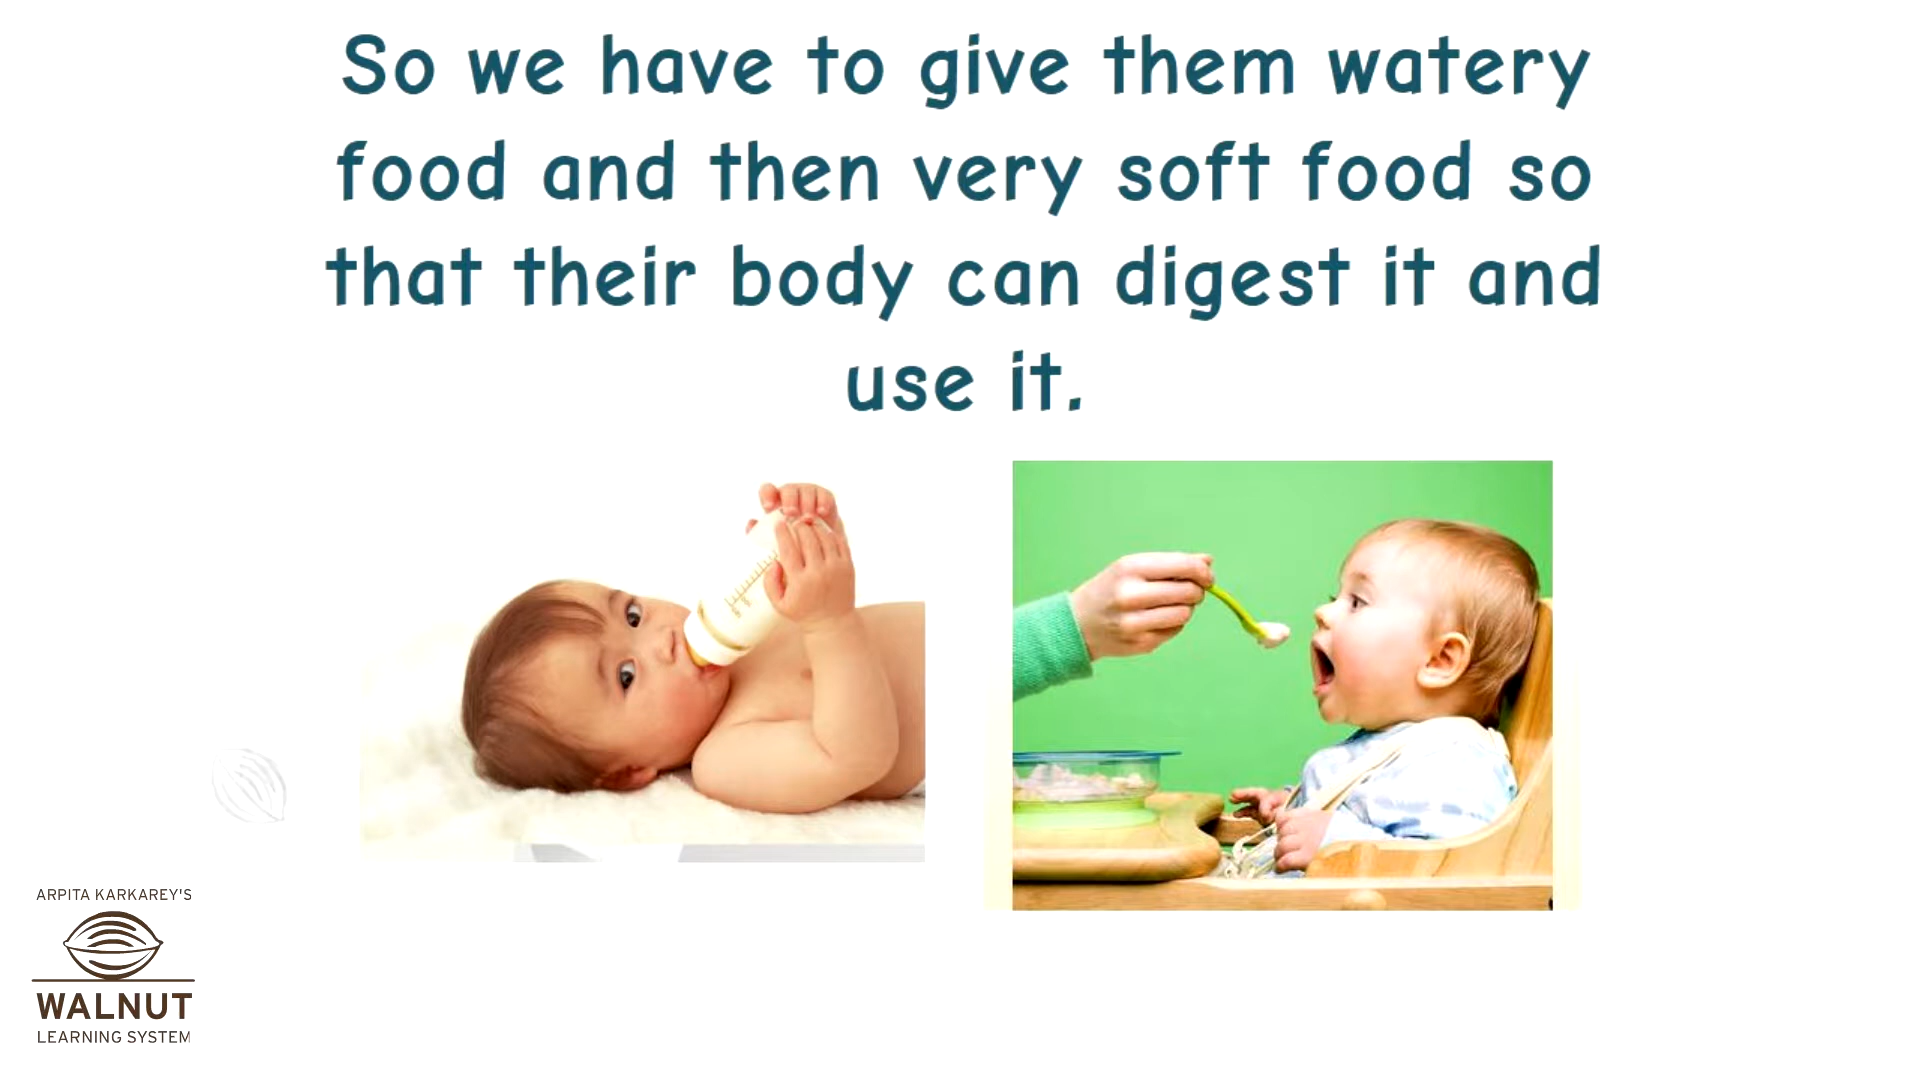 So we have to give them watery
food and then very soft food so
that their body can digest it and
use it.
ARPITA KARKAREY'S
WALNUT
LEARNING SYSTEM